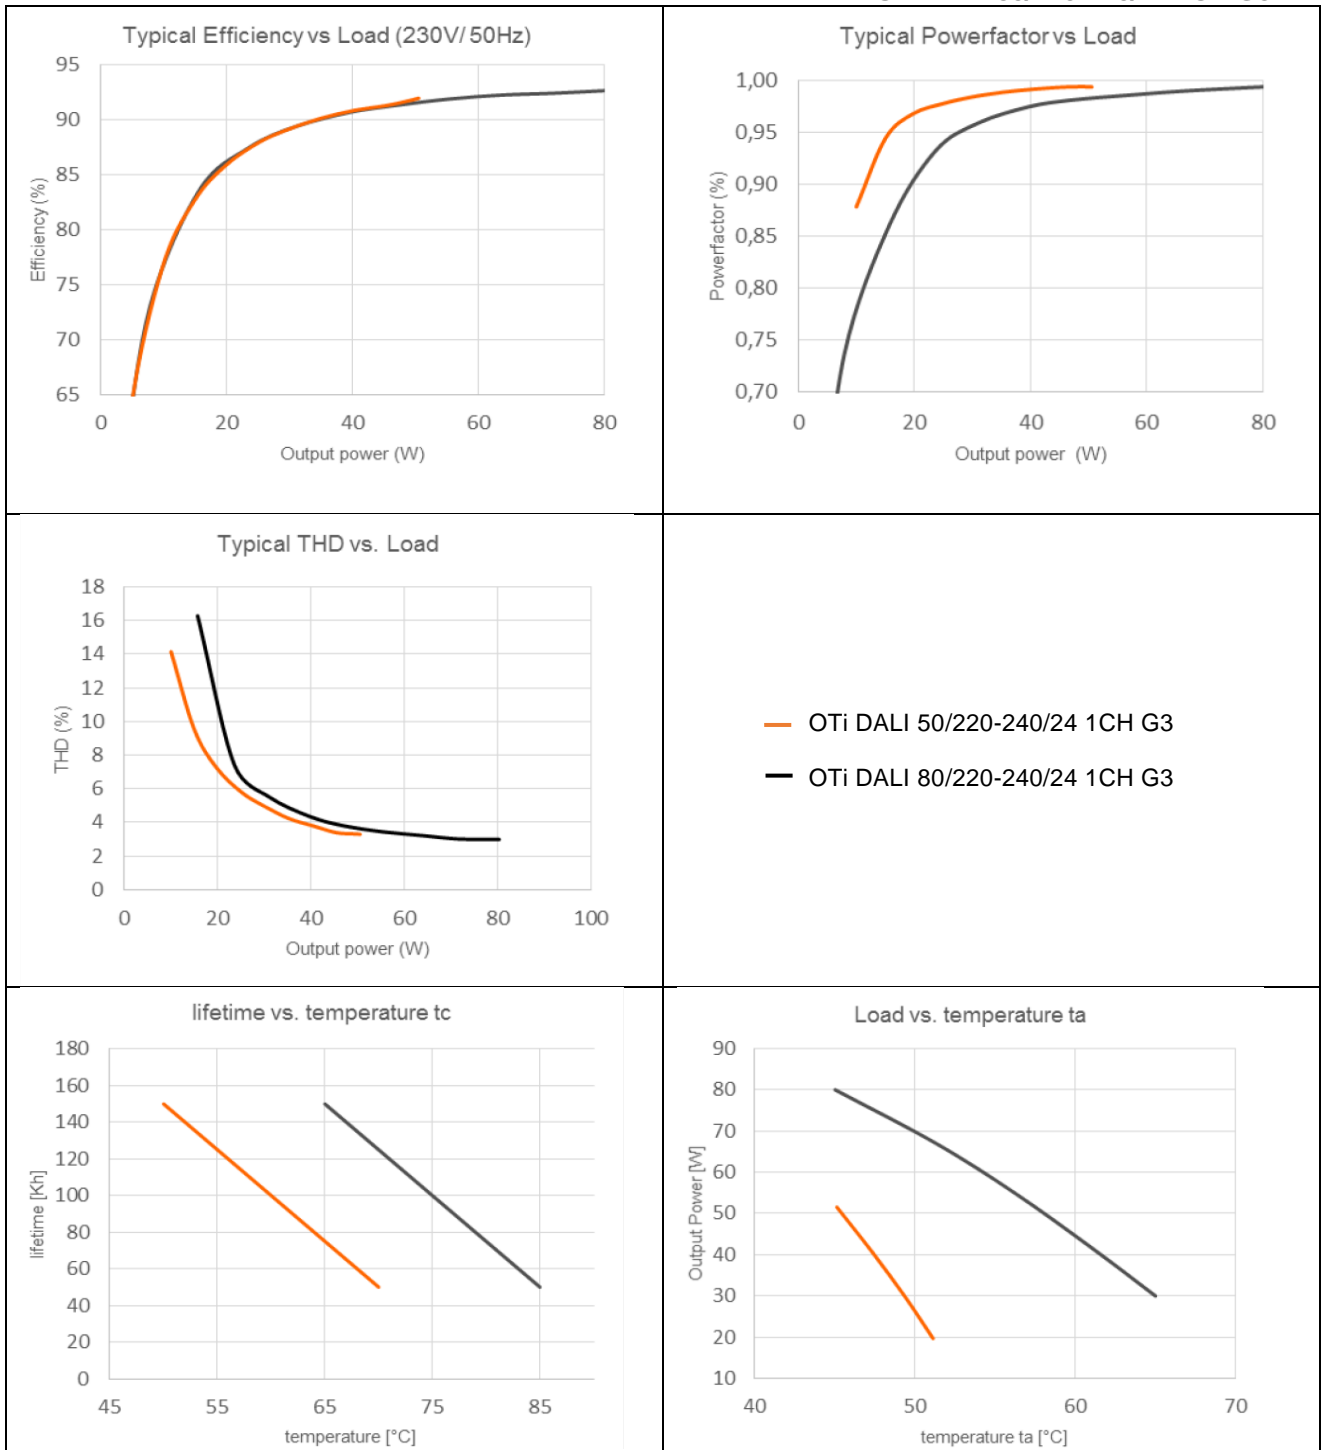 Typical Efficiency vs Load (230V/ 50Hz)
95
90
85
80
75
70
65
Efficiency (%)
0 20 40 60 80
Output power (W)
Typical Powerfactor vs Load
1,00
0,95
0,90
0,85
0,80
0,75
0,70
Powerfactor (%)
0 20 40 60 80
Output power (W)
Typical THD vs. Load
18
16
14
12
10
8
6
4
2
0
THD (%)
0 20 40 60 80 100
Output power (W)
OTi DALI 50/220-240/24 1CH G3
OTi DALI 80/220-240/24 1CH G3
lifetime vs. temperature tc
180
160
140
120
100
80
60
40
20
0
lifetime [Kh]
45 55 65 75 85
temperature [°C]
Load vs. temperature ta
90
80
70
60
50
40
30
20
10
Output Power [W]
40 50 60 70
temperature ta [°C]